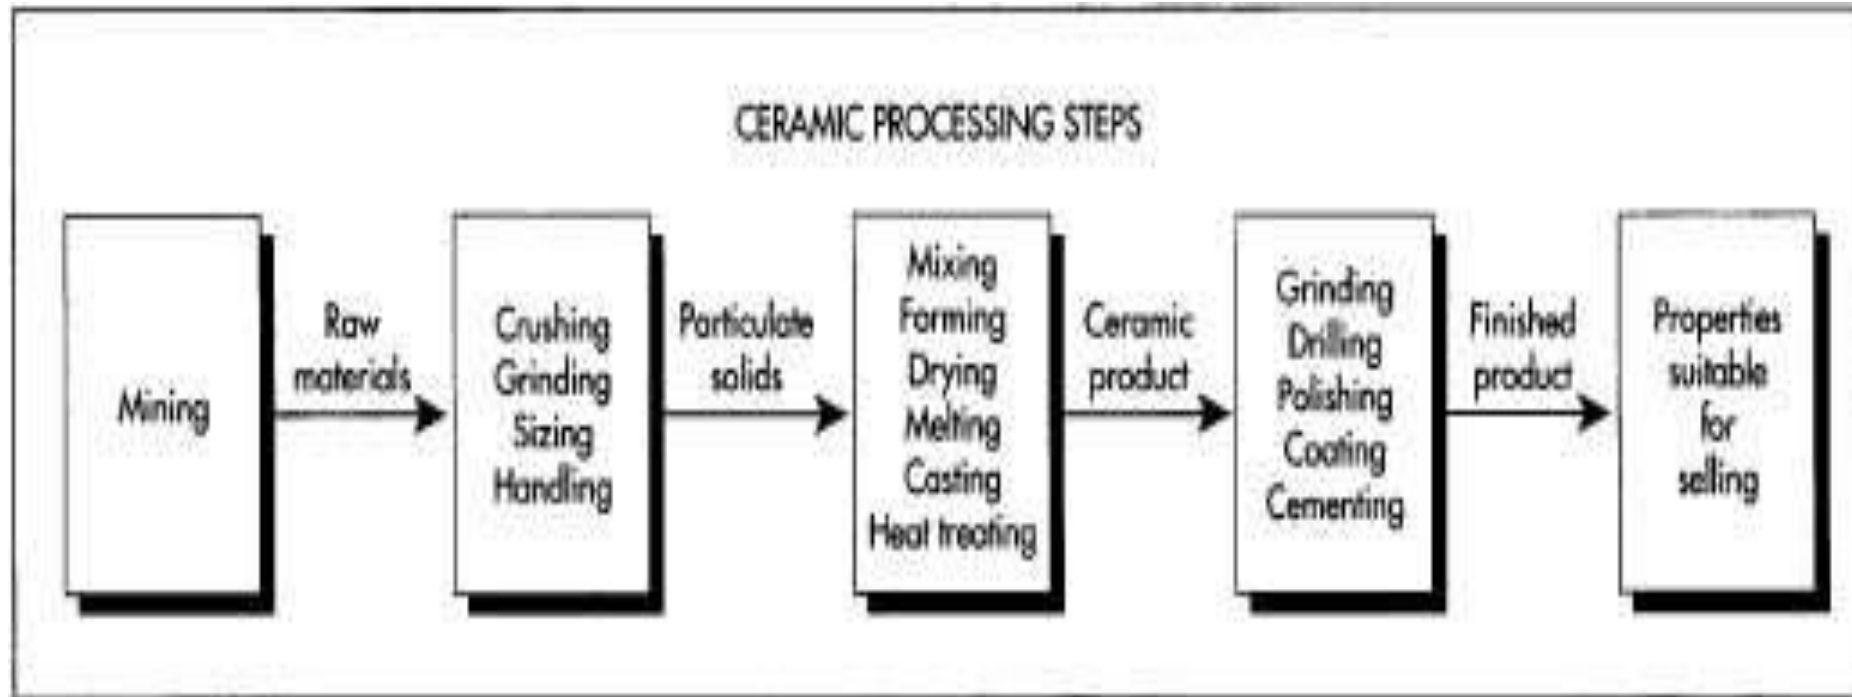 CERAMIC PROCESSING STEPS
Mining
Raw
materials
Crushing
Grinding
Sizing
Handling
Particulate
solids
Mixing
Forming
Drying
Melting
Casting
Heat treating
Ceramic
product
Grinding
Drilling
Polishing
Coating
Cementing
Finished
product
Properties
suitable
for
selling